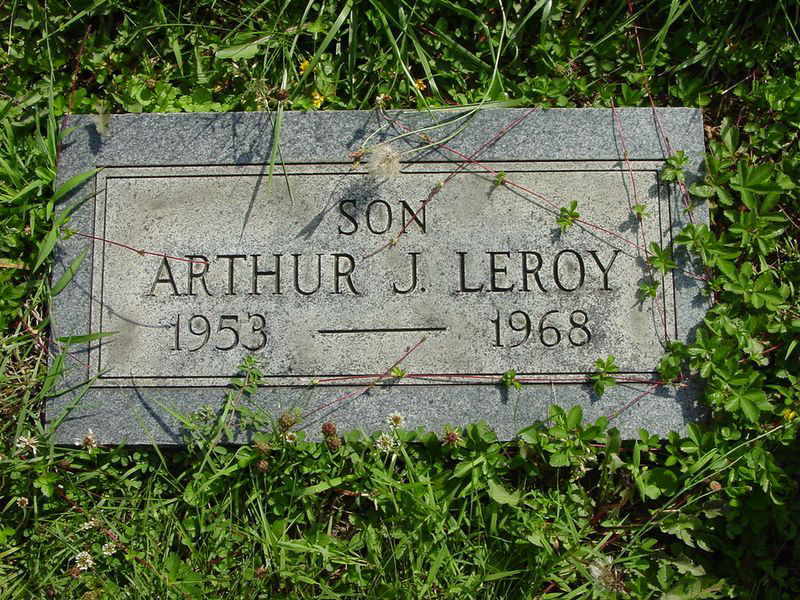 SON
ARTHUR J. LEROY
1953 — 1968